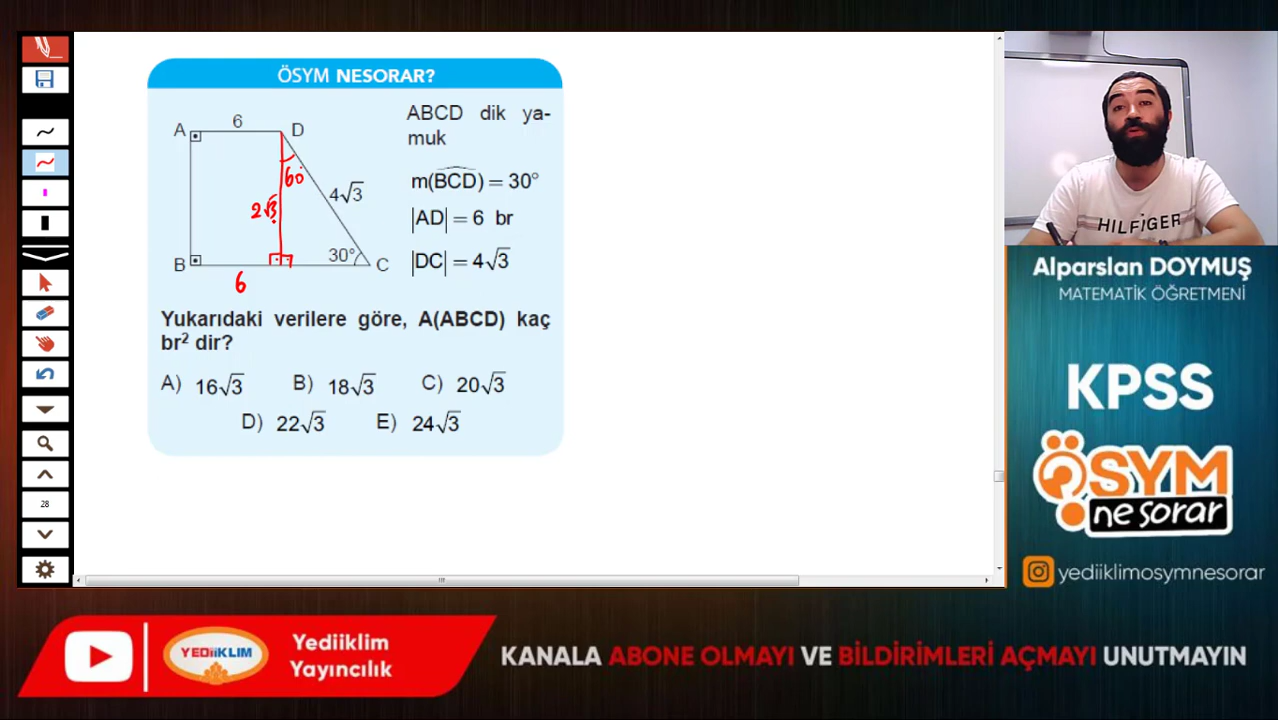 ÖSYM NESORAR?
A
6
D
60°
4√3
2√3
B
30°
C
6
ABCD dik ya-
muk
m(BCD) = 30°
|AD| = 6 br
|DC| = 4√3
Yukarıdaki verilere göre, A(ABCD) kaç
br² dir?
A) 16√3 B) 18√3 C) 20√3
D) 22√3 E) 24√3
28
HILFIGER
Alparslan DOYMUŞ
MATEMATİK ÖĞRETMENİ
KPSS
ÖSYM
ne sorar
yediiklimosymnesorar
YEDİİKLİM
Yediiklim
Yayıncılık
KANALA ABONE OLMAYI VE BİLDİRİMLERİ AÇMAYI UNUTMAYIN